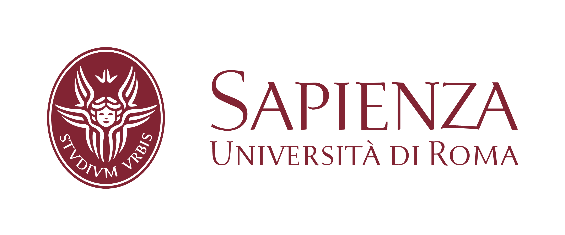 STVDIVM VRBIS
SAPIENZA
UNIVERSITÀ DI ROMA